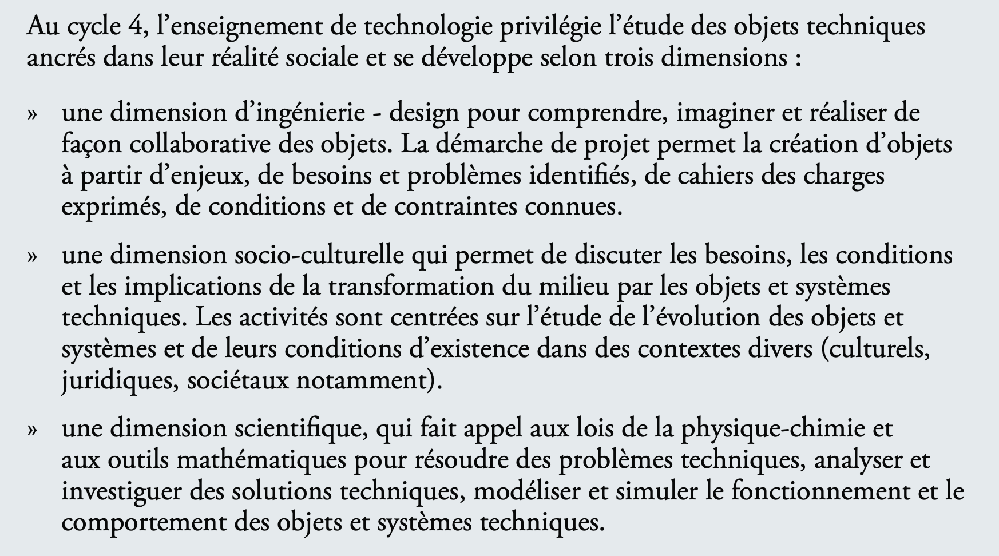 Au cycle 4, l’enseignement de technologie privilégie l’étude des objets techniques
ancrés dans leur réalité sociale et se développe selon trois dimensions :
» une dimension d’ingénierie - design pour comprendre, imaginer et réaliser de
façon collaborative des objets. La démarche de projet permet la création d’objets
à partir d’enjeux, de besoins et problèmes identifiés, de cahiers des charges
exprimés, de conditions et de contraintes connues.
» une dimension socio-culturelle qui permet de discuter les besoins, les conditions
et les implications de la transformation du milieu par les objets et systèmes
techniques. Les activités sont centrées sur l’étude de l’évolution des objets et
systèmes et de leurs conditions d’existence dans des contextes divers (culturels,
juridiques, sociétaux notamment).
» une dimension scientifique, qui fait appel aux lois de la physique-chimie et
aux outils mathématiques pour résoudre des problèmes techniques, analyser et
investiguer des solutions techniques, modéliser et simuler le fonctionnement et le
comportement des objets et systèmes techniques.